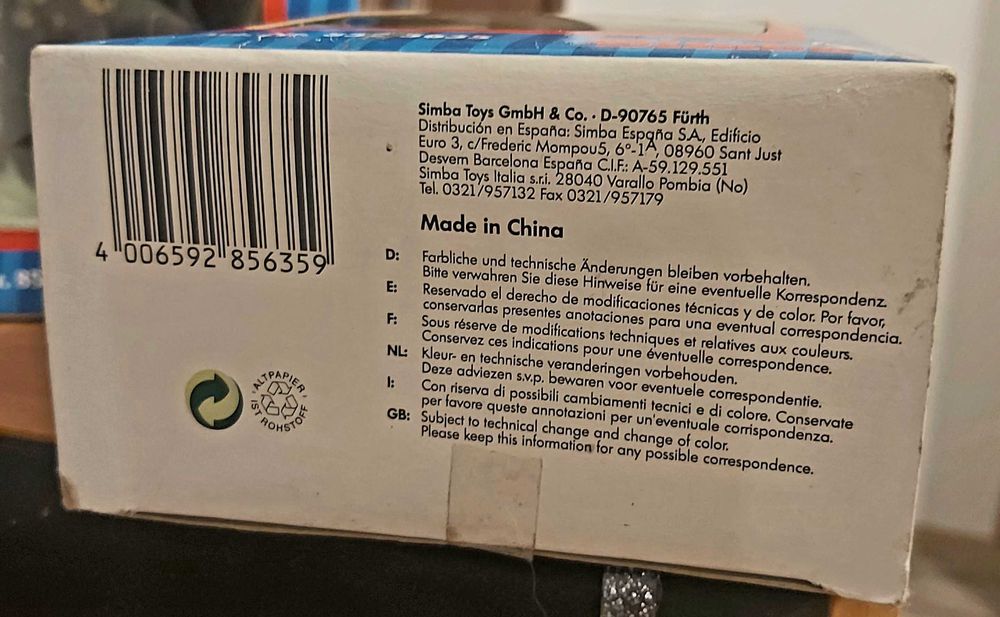 Simba Toys GmbH & Co. · D-90765 Fürth
Distribución en España: Simba España S.A., Edificio
Euro 3, c/Frederic Mompou5, 6°-1A, 08960 Sant Just
Desvern Barcelona España C.I.F.: A-59.129.551
Simba Toys Italia s.r.i. 28040 Varallo Pombia (No)
Tel. 0321/957132 Fax 0321/957179
Made in China
4 006592 856359
D: Farbliche und technische Änderungen bleiben vorbehalten.
Bitte verwahren Sie diese Hinweise für eine eventuelle Korrespondenz.
E: Reservado el derecho de modificaciones técnicas y de color. Por favor,
conservarlas presentes anotaciones para una eventual correspondencia.
F: Sous réserve de modifications techniques et relatives aux couleurs.
Conservez ces indications pour une éventuelle correspondence.
NL: Kleur- en technische veranderingen vorbehouden.
Deze adviezen s.v.p. bewaren voor eventuele correspondentie.
I: Con riserva di possibili cambiamenti tecnici e di colore. Conservate
per favore queste annotazioni per un'eventuale corrispondenza.
GB: Subject to technical change and change of color.
Please keep this information for any possible correspondence.
ALTPAPIER
IST ROHSTOFF